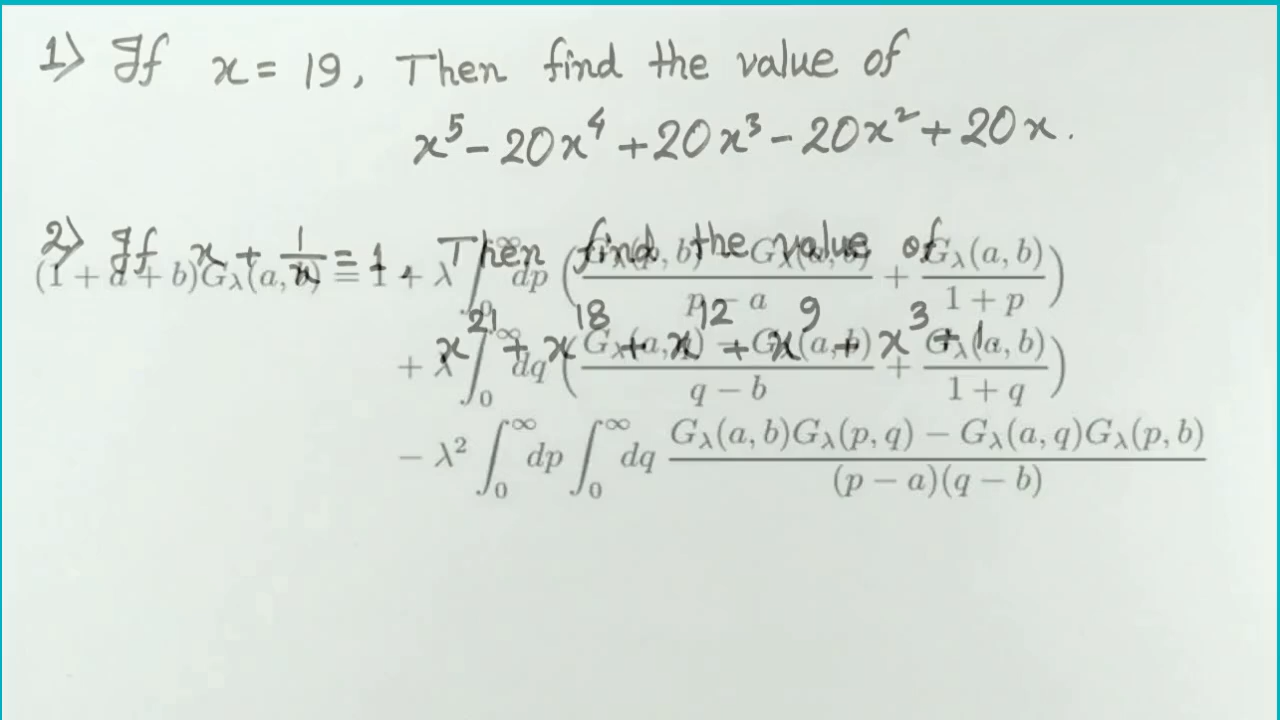 1) If x = 19, Then find the value of
x⁵ - 20x⁴ + 20x³ - 20x² + 20x.
2) If x + 1/x = 1, Then find the value of
(1 + a + b)G_λ(a, b) = 1 + λ ∫₀^∞ dp ( (G_λ(p, b) − G_λ(a, b))/(p − a) + G_λ(a, b)/(1 + p) )
x²¹ + x¹⁸ + x¹² + x⁹ + x³ + 1.
+ λ ∫₀^∞ dq ( (G_λ(a, q) − G_λ(a, b))/(q − b) + G_λ(a, b)/(1 + q) )
− λ² ∫₀^∞ dp ∫₀^∞ dq (G_λ(a, b)G_λ(p, q) − G_λ(a, q)G_λ(p, b))/((p − a)(q − b))